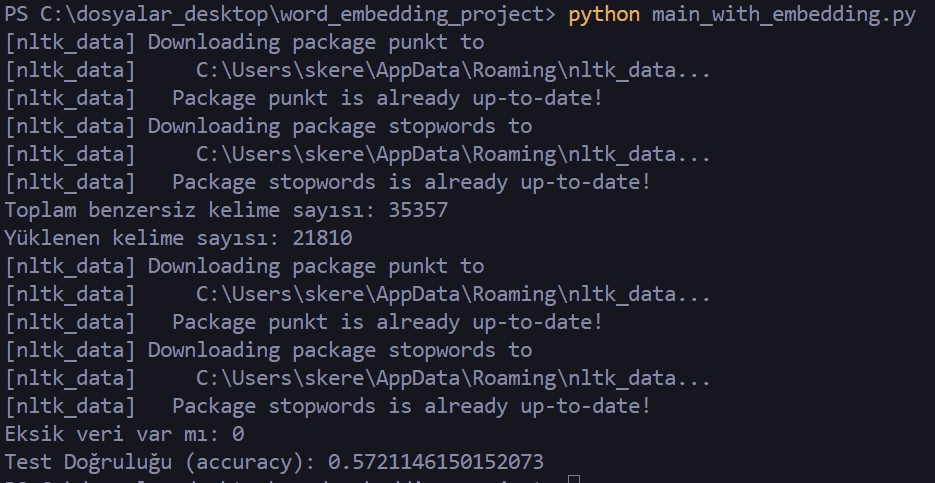 PS C:\dosyalar_desktop\word_embedding_project> python main_with_embedding.py
[nltk_data] Downloading package punkt to
[nltk_data]     C:\Users\skere\AppData\Roaming\nltk_data...
[nltk_data]   Package punkt is already up-to-date!
[nltk_data] Downloading package stopwords to
[nltk_data]     C:\Users\skere\AppData\Roaming\nltk_data...
[nltk_data]   Package stopwords is already up-to-date!
Toplam benzersiz kelime sayısı: 35357
Yüklenen kelime sayısı: 21810
[nltk_data] Downloading package punkt to
[nltk_data]     C:\Users\skere\AppData\Roaming\nltk_data...
[nltk_data]   Package punkt is already up-to-date!
[nltk_data] Downloading package stopwords to
[nltk_data]     C:\Users\skere\AppData\Roaming\nltk_data...
[nltk_data]   Package stopwords is already up-to-date!
Eksik veri var mı: 0
Test Doğruluğu (accuracy): 0.5721146150152073